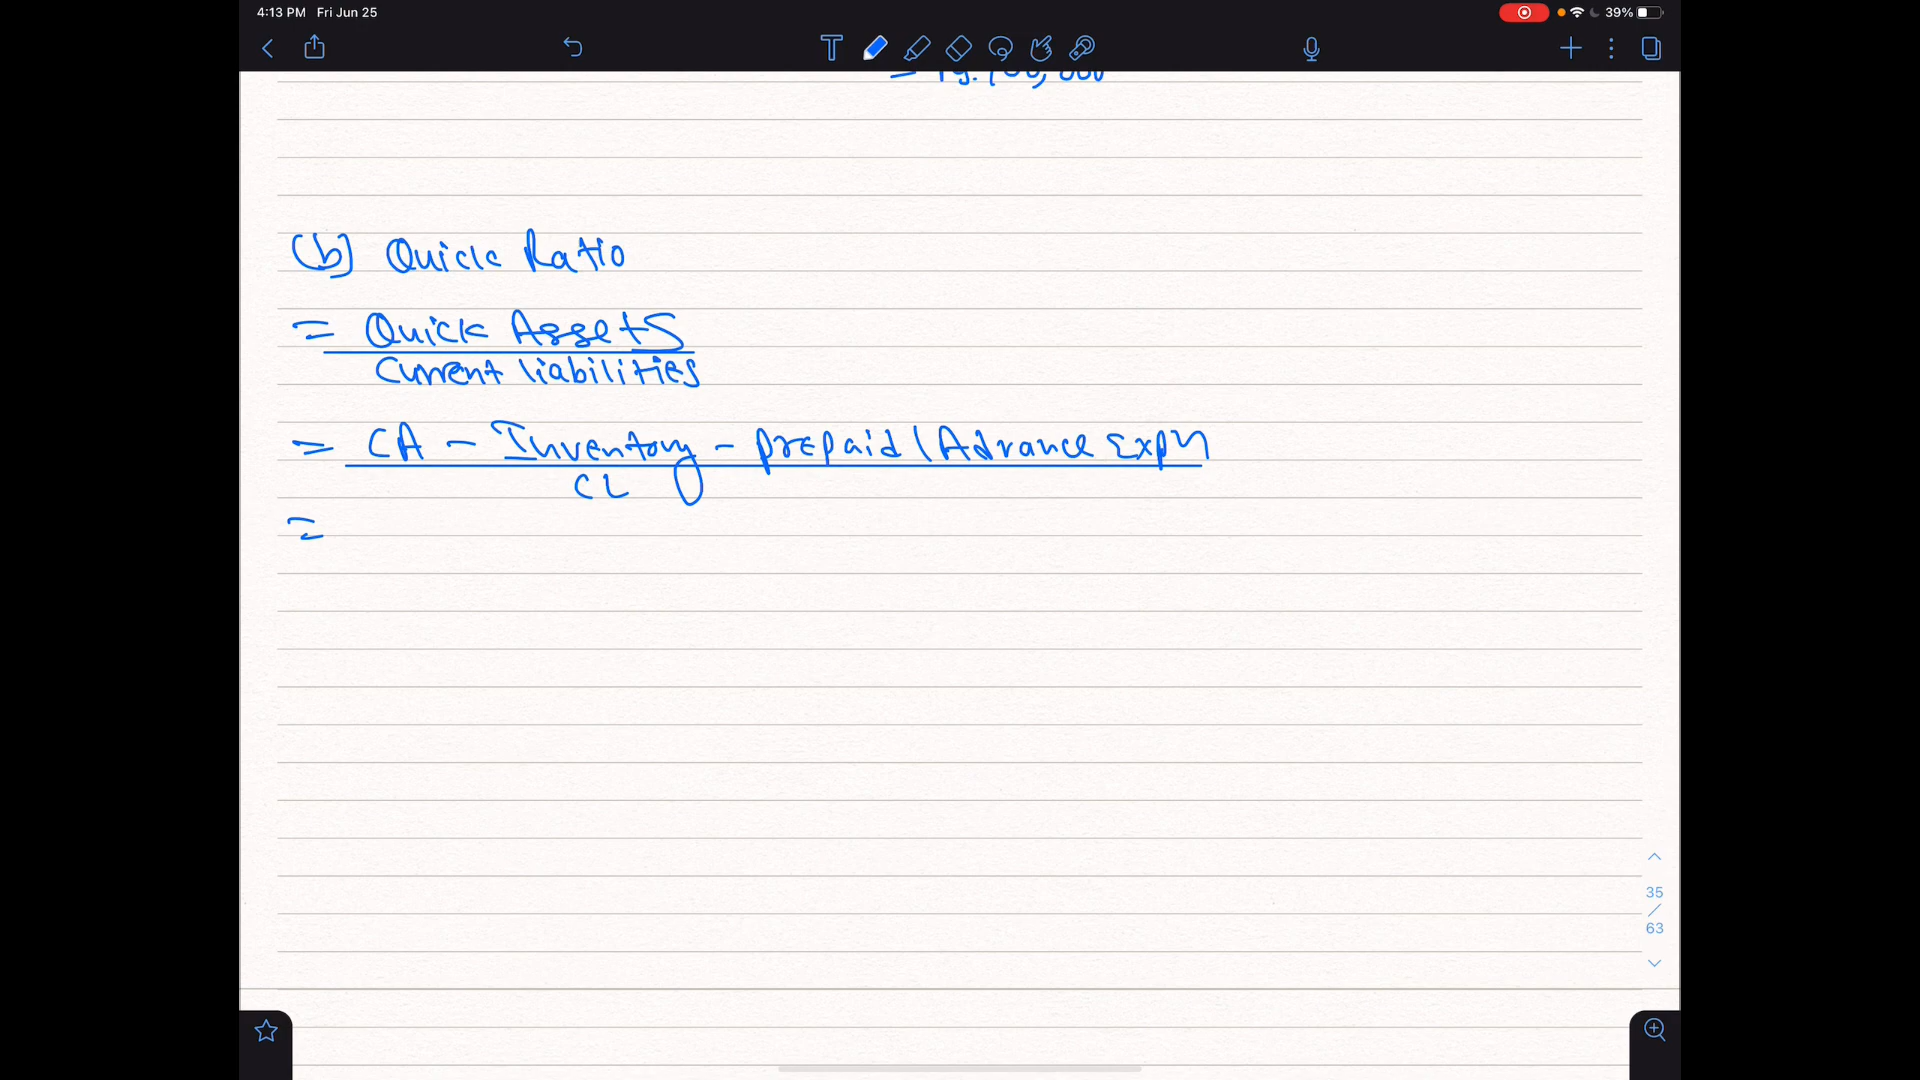 4:13 PM Fri Jun 25
39%
(b) Quick Ratio
= Quick Assets
Current liabilities
= CA - Inventory - prepaid / Advance Expn
CL
=
35
/
63